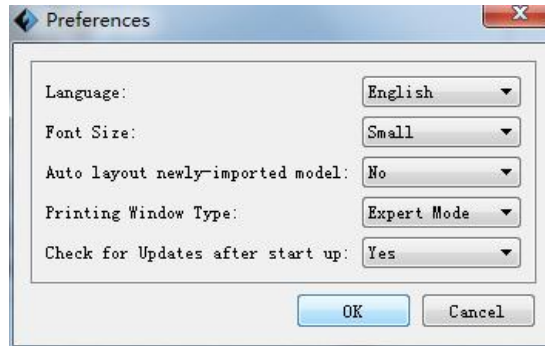 Preferences
Language: English
Font Size: Small
Auto layout newly-imported model: No
Printing Window Type: Expert Mode
Check for Updates after start up: Yes
OK Cancel